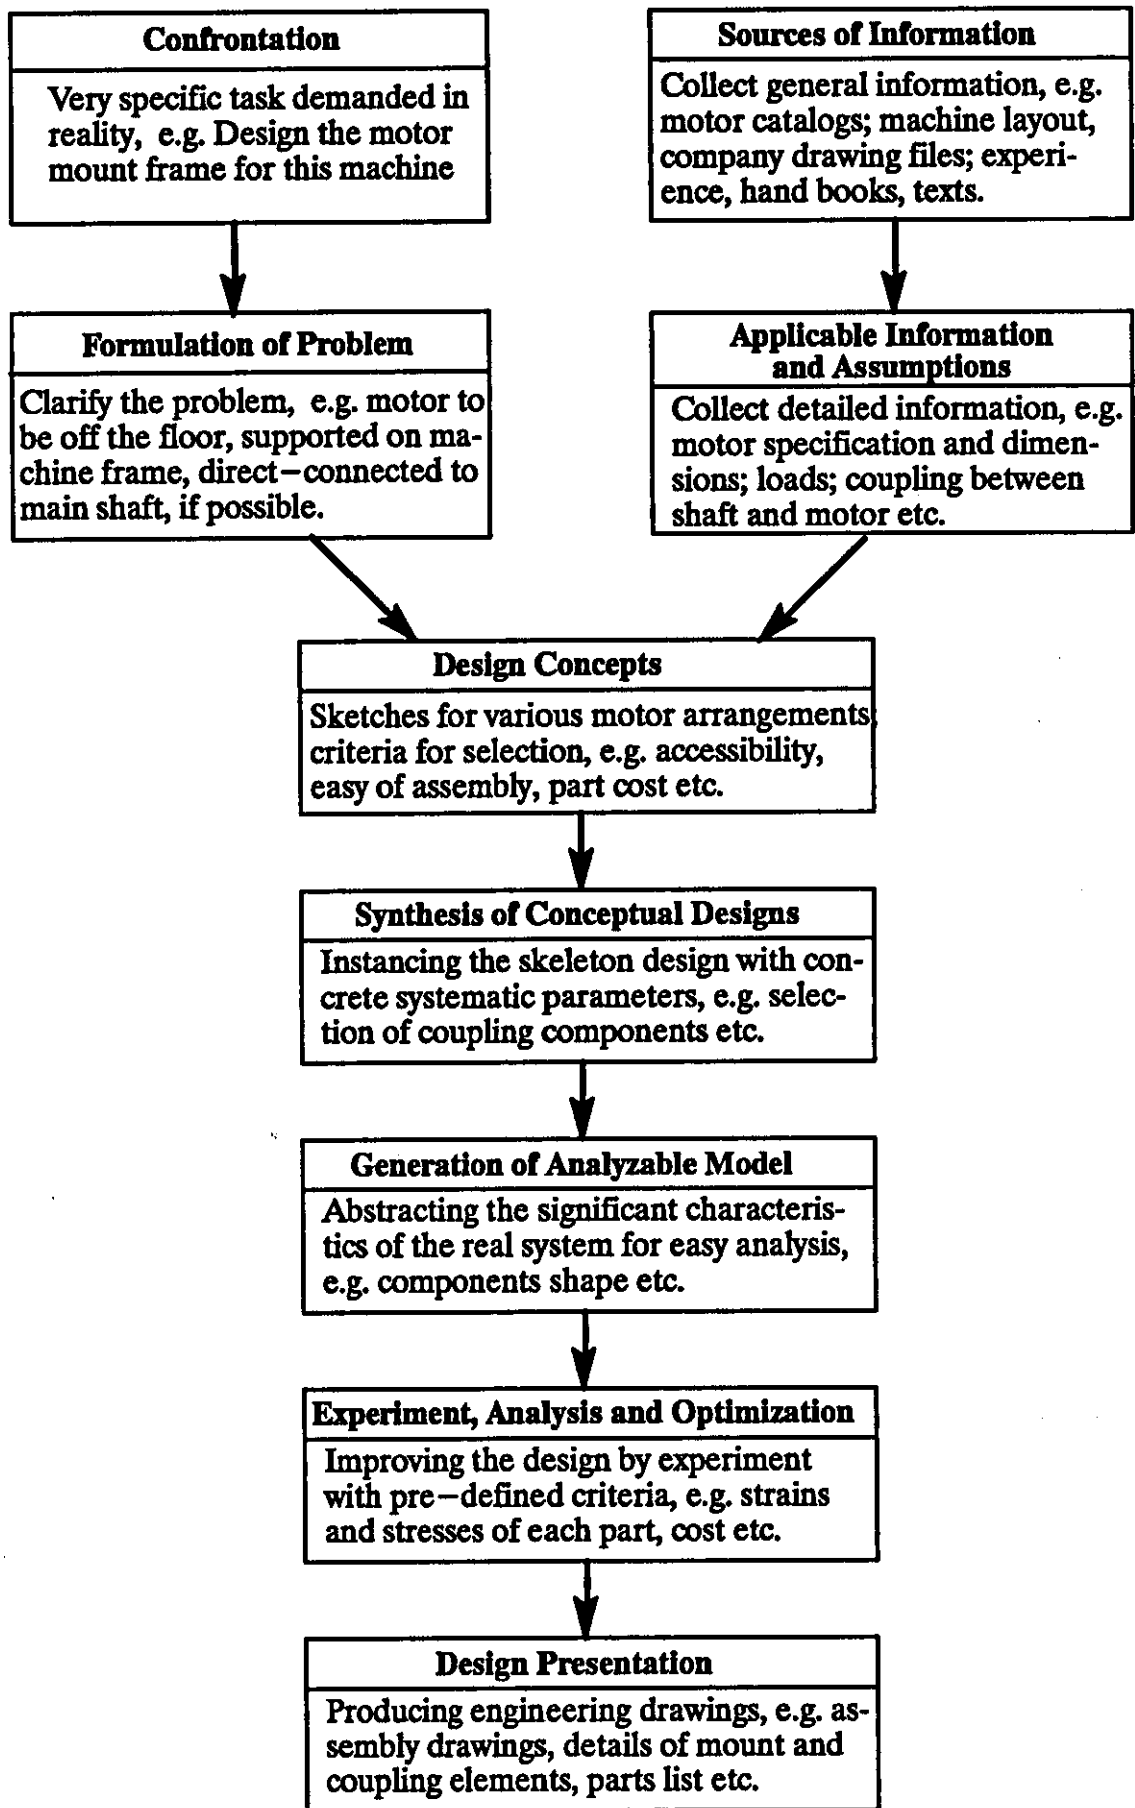 Confrontation
Very specific task demanded in
reality, e.g. Design the motor
mount frame for this machine
Sources of Information
Collect general information, e.g.
motor catalogs; machine layout,
company drawing files; experi-
ence, hand books, texts.
Formulation of Problem
Clarify the problem, e.g. motor to
be off the floor, supported on ma-
chine frame, direct−connected to
main shaft, if possible.
Applicable Information
and Assumptions
Collect detailed information, e.g.
motor specification and dimen-
sions; loads; coupling between
shaft and motor etc.
Design Concepts
Sketches for various motor arrangements
criteria for selection, e.g. accessibility,
easy of assembly, part cost etc.
Synthesis of Conceptual Designs
Instancing the skeleton design with con-
crete systematic parameters, e.g. selec-
tion of coupling components etc.
Generation of Analyzable Model
Abstracting the significant characteris-
tics of the real system for easy analysis,
e.g. components shape etc.
Experiment, Analysis and Optimization
Improving the design by experiment
with pre−defined criteria, e.g. strains
and stresses of each part, cost etc.
Design Presentation
Producing engineering drawings, e.g. as-
sembly drawings, details of mount and
coupling elements, parts list etc.